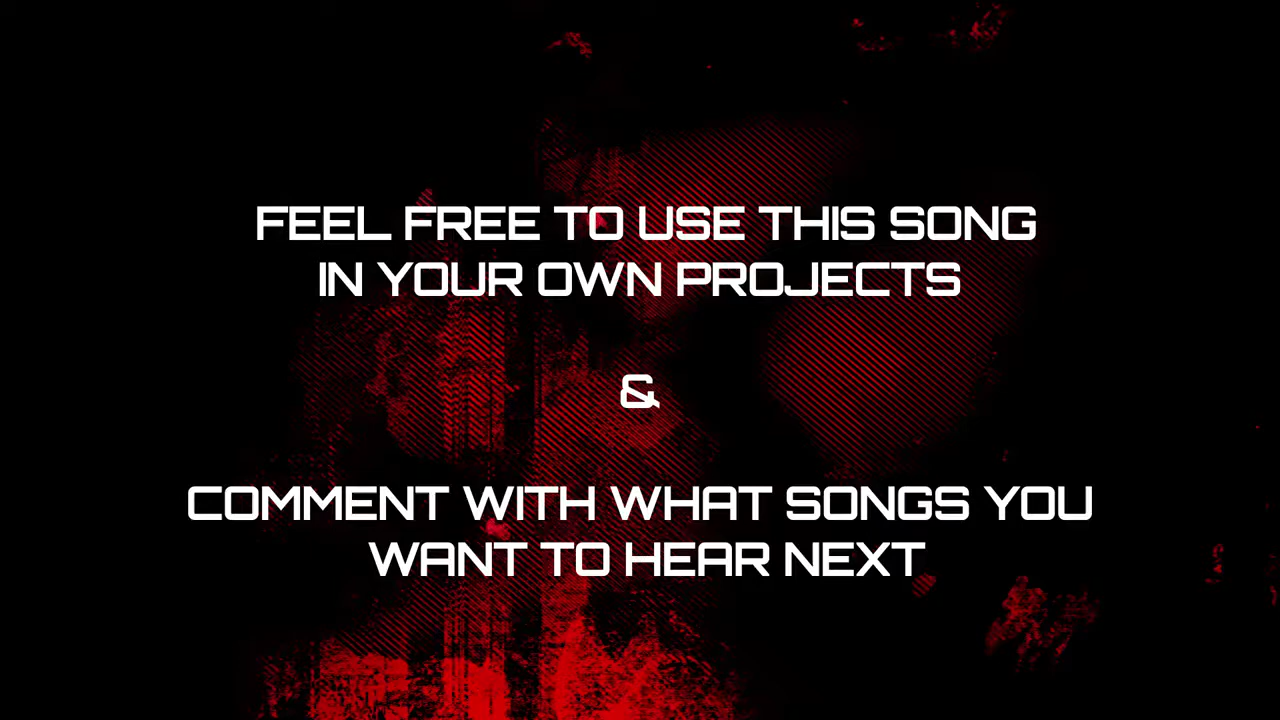 FEEL FREE TO USE THIS SONG
IN YOUR OWN PROJECTS
&
COMMENT WITH WHAT SONGS YOU
WANT TO HEAR NEXT